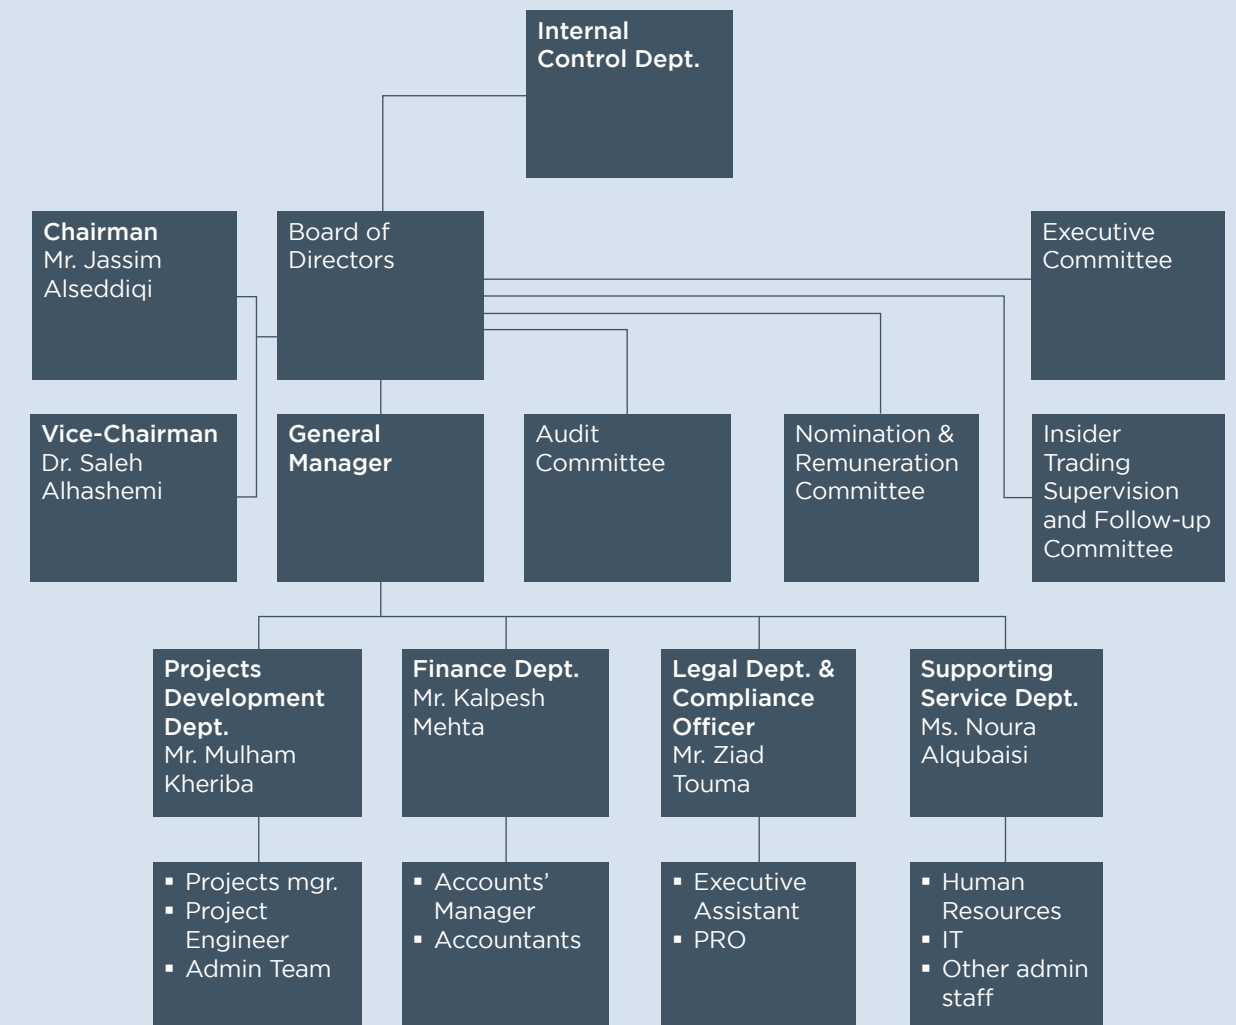 Internal
Control Dept.
Chairman
Mr. Jassim
Alseddiqi
Board of
Directors
Executive
Committee
Vice-Chairman
Dr. Saleh
Alhashemi
General
Manager
Audit
Committee
Nomination &
Remuneration
Committee
Insider
Trading
Supervision
and Follow-up
Committee
Projects
Development
Dept.
Mr. Mulham
Kheriba
Finance Dept.
Mr. Kalpesh
Mehta
Legal Dept. &
Compliance
Officer
Mr. Ziad
Touma
Supporting
Service Dept.
Ms. Noura
Alqubaisi
▪ Projects mgr.
▪ Project
Engineer
▪ Admin Team
▪ Accounts’
Manager
▪ Accountants
▪ Executive
Assistant
▪ PRO
▪ Human
Resources
▪ IT
▪ Other admin
staff